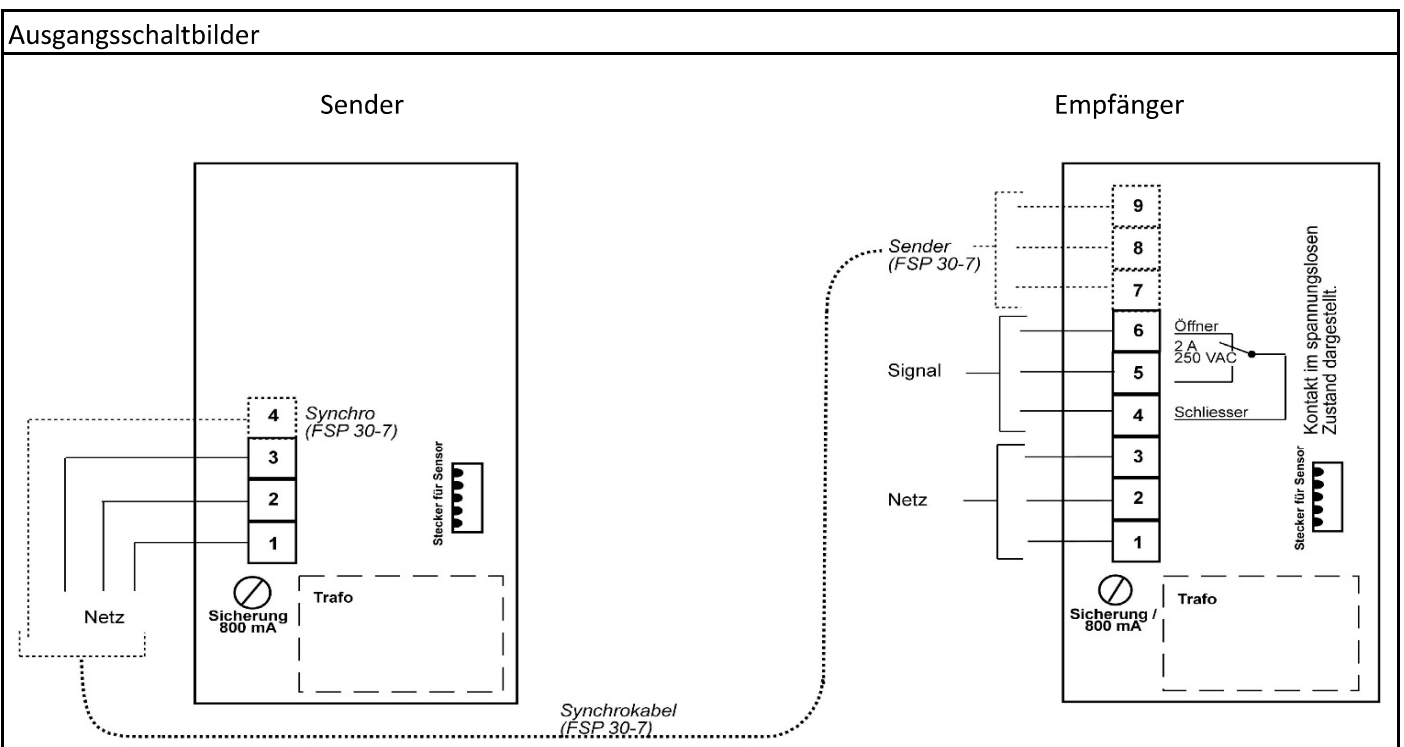 Ausgangsschaltbilder
Sender
4
Synchro
(FSP 30-7)
3
2
1
Stecker für Sensor
Netz
Sicherung
800 mA
Trafo
Synchrokabel
(FSP 30-7)
Empfänger
9
Sender
(FSP 30-7)
8
7
6
Öffner
2 A
250 VAC
Signal
5
4
Schliesser
Kontakt im spannungslosen
Zustand dargestellt.
3
Netz
2
1
Stecker für Sensor
Sicherung /
800 mA
Trafo